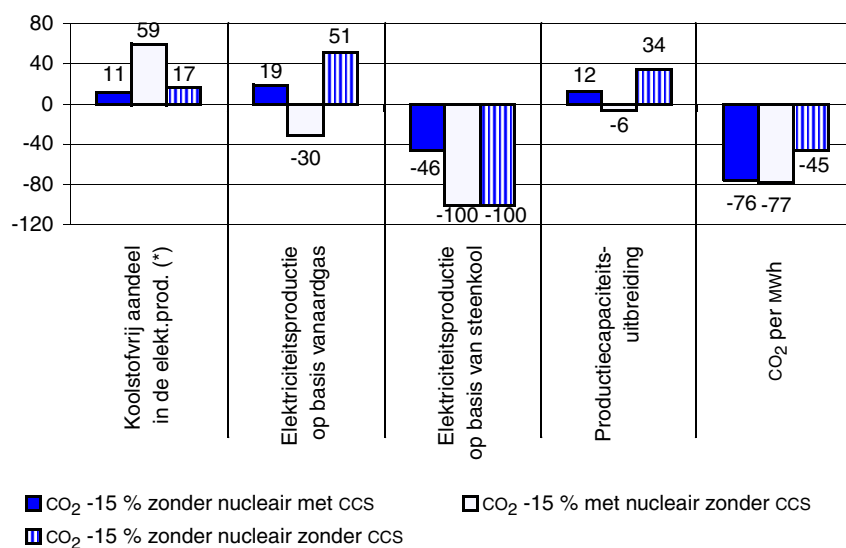 80
40
0
-40
-80
-120
11
59
17
19
-30
51
-46
-100
-100
12
-6
34
-76
-77
-45
Koolstofvrij aandeel
in de elekt.prod. (*)
Elektriciteitsproductie
op basis vanaardgas
Elektriciteitsproductie
op basis van steenkool
Productiecapaciteits-
uitbreiding
CO₂ per MWh
CO₂ -15 % zonder nucleair met CCS
CO₂ -15 % met nucleair zonder CCS
CO₂ -15 % zonder nucleair zonder CCS